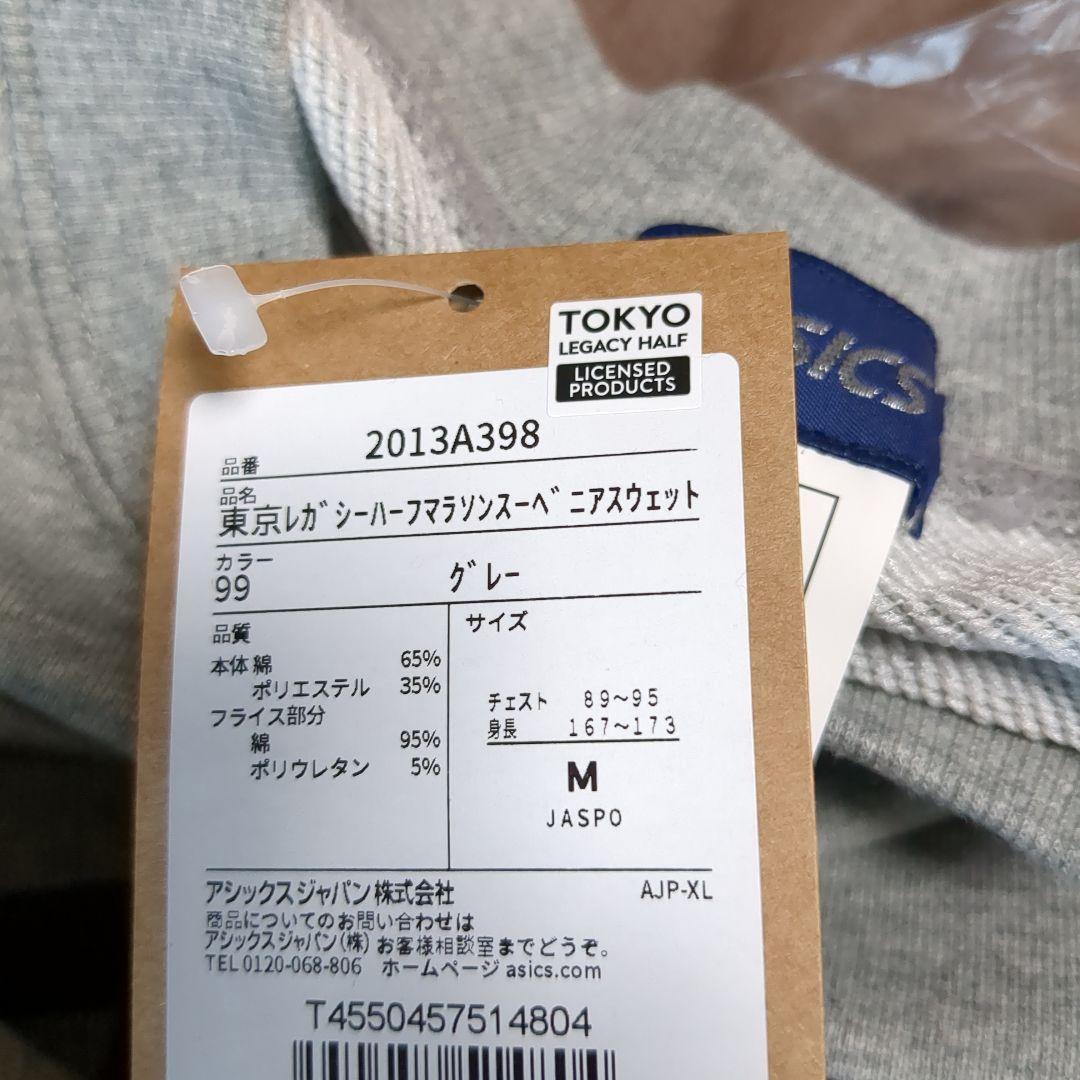 TOKYO
LEGACY HALF
LICENSED
PRODUCTS
SICS
品番 2013A398
品名
東京レガシーハーフマラソンスーベニアスウェット
カラー
99 グレー
品質
本体 綿 65%
ポリエステル 35%
フライス部分
綿 95%
ポリウレタン 5%
サイズ
チェスト 89~95
身長 167~173
M
JASPO
アシックスジャパン株式会社 AJP-XL
商品についてのお問い合わせは
アシックスジャパン(株) お客様相談室までどうぞ。
TEL 0120-068-806 ホームページ asics.com
T4550457514804